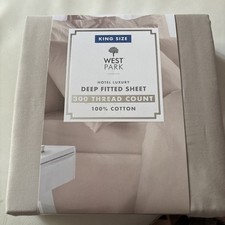 KING SIZE
WEST
PARK
HOTEL LUXURY
DEEP FITTED SHEET
300 THREAD COUNT
100% COTTON